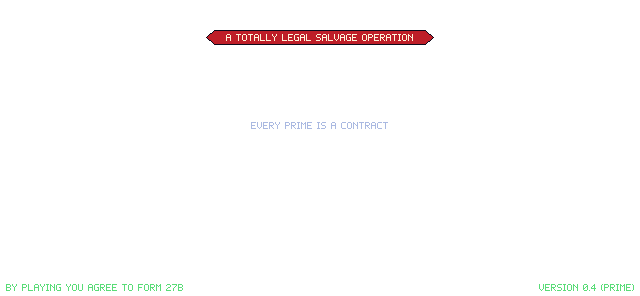 A TOTALLY LEGAL SALVAGE OPERATION
EVERY PRIME IS A CONTRACT
BY PLAYING YOU AGREE TO FORM 27B
VERSION 0.4 (PRIME)